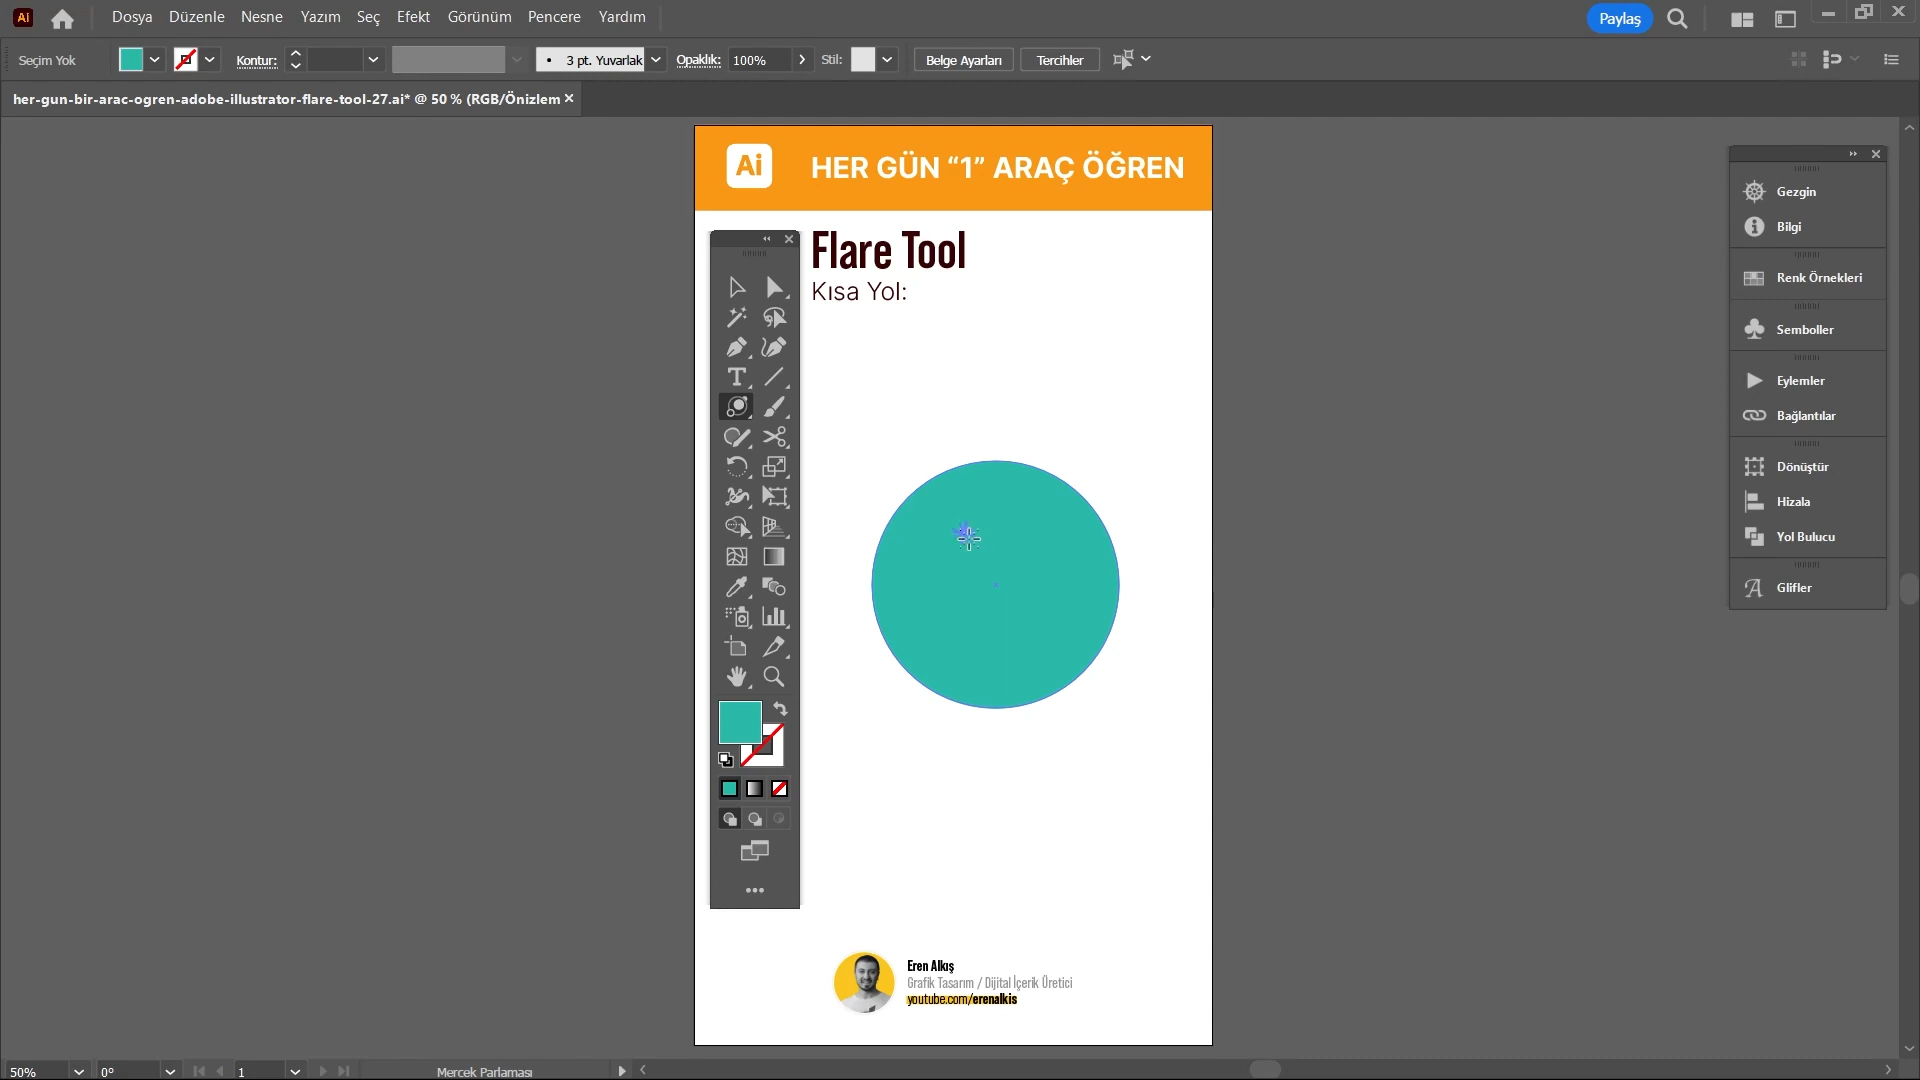 Ai
Dosya Düzenle Nesne Yazım Seç Efekt Görünüm Pencere Yardım
Paylaş
Seçim Yok
Kontur:
3 pt. Yuvarlak
Opaklık:
100%
Stil:
Belge Ayarları
Tercihler
her-gun-bir-arac-ogren-adobe-illustrator-flare-tool-27.ai* @ 50 % (RGB/Önizlem
Ai
HER GÜN “1” ARAÇ ÖĞREN
Flare Tool
Kısa Yol:
Gezgin
Bilgi
Renk Örnekleri
Semboller
Eylemler
Bağlantılar
Dönüştür
Hizala
Yol Bulucu
Glifler
Eren Alkış
Grafik Tasarım / Dijital İçerik Üretici
youtube.com/erenalkis
50%
0°
1
Mercek Parlaması